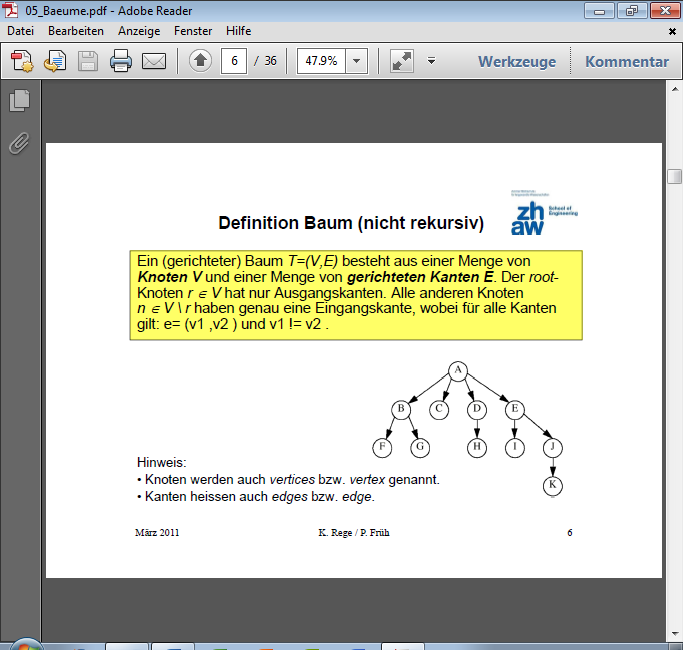 05_Baeume.pdf - Adobe Reader
Datei Bearbeiten Anzeige Fenster Hilfe
6 / 36 47.9% Werkzeuge Kommentar
zh
aw
School of
Engineering
Definition Baum (nicht rekursiv)
Ein (gerichteter) Baum T=(V,E) besteht aus einer Menge von
Knoten V und einer Menge von gerichteten Kanten E. Der root-
Knoten r ∈ V hat nur Ausgangskanten. Alle anderen Knoten
n ∈ V \ r haben genau eine Eingangskante, wobei für alle Kanten
gilt: e= (v1 ,v2 ) und v1 != v2 .
A
B C D E
F G H I J
K
Hinweis:
• Knoten werden auch vertices bzw. vertex genannt.
• Kanten heissen auch edges bzw. edge.
März 2011 K. Rege / P. Früh 6